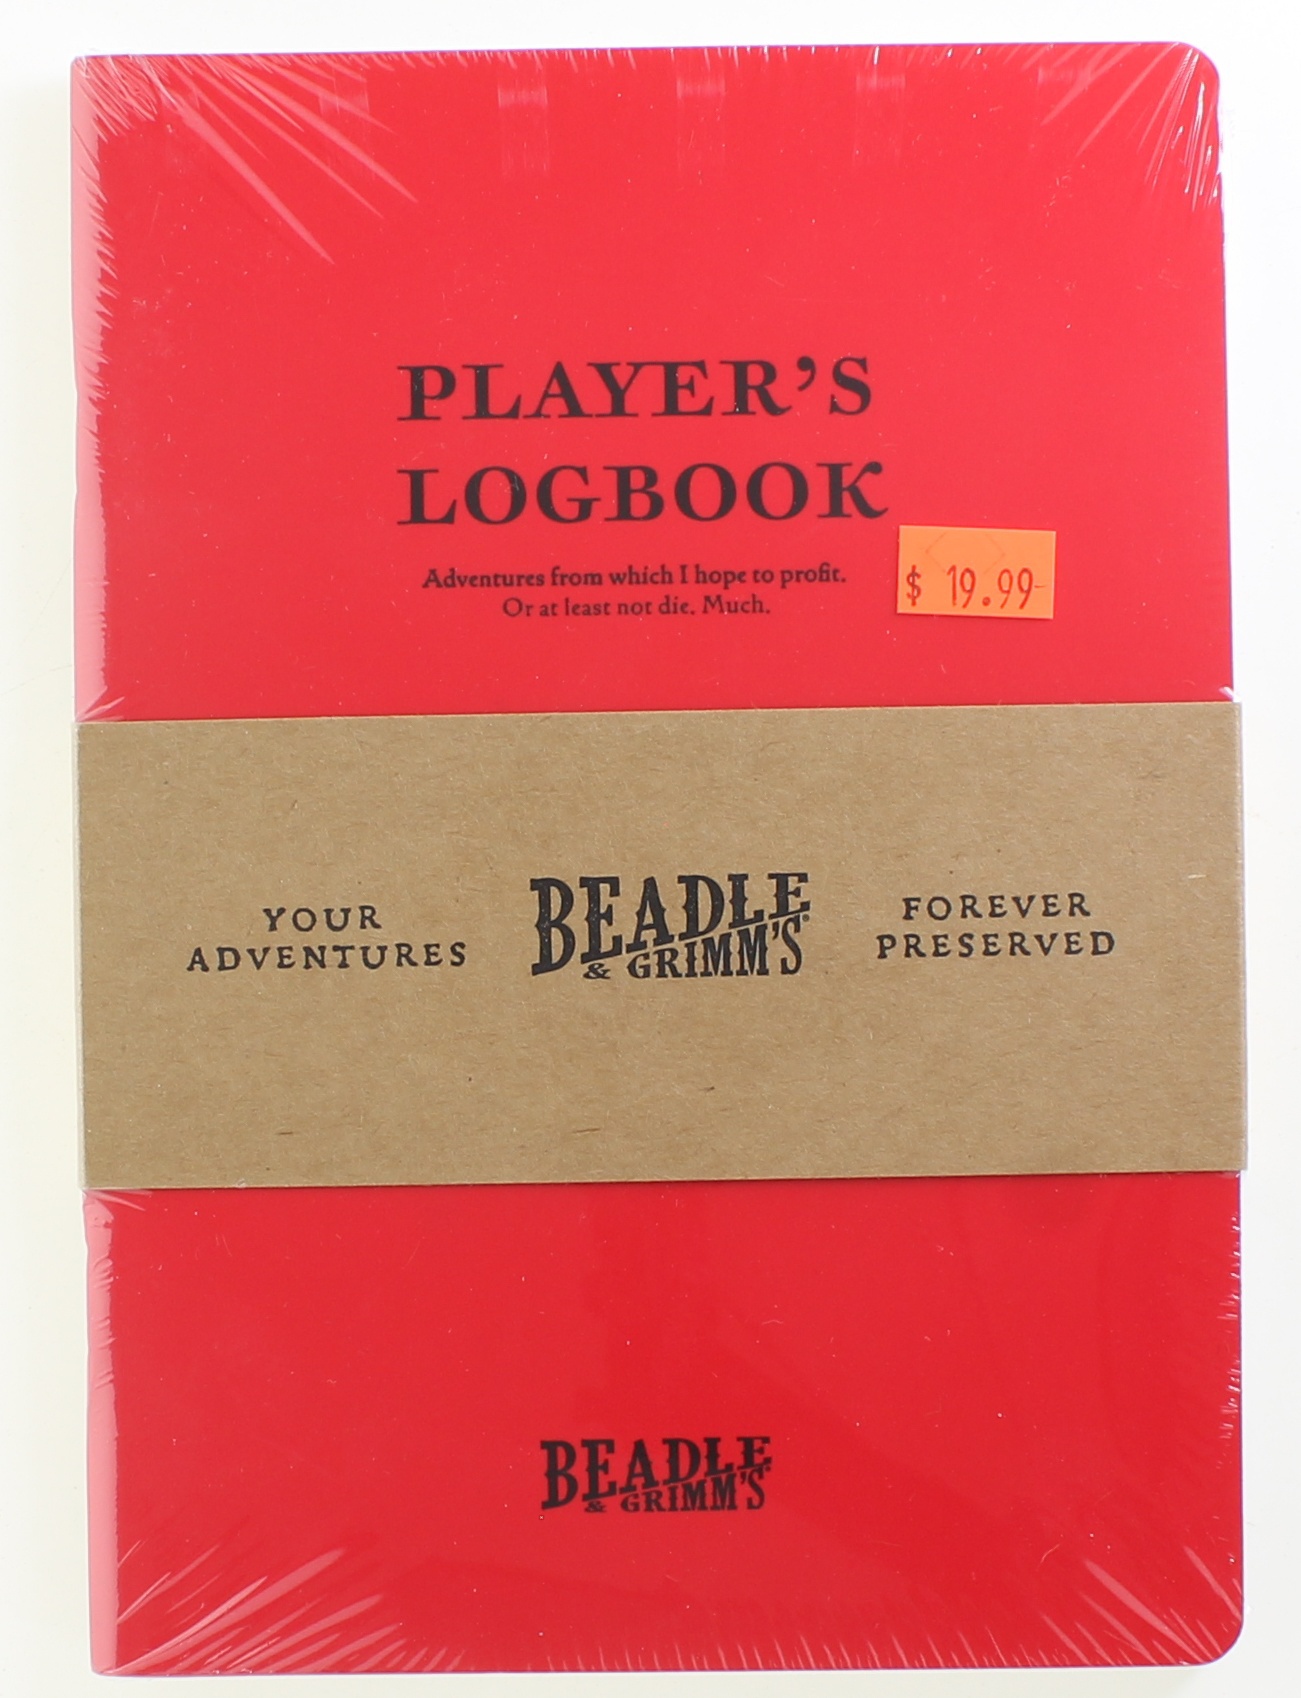 PLAYER'S
LOGBOOK
Adventures from which I hope to profit.
Or at least not die. Much.
$ 19.99
YOUR
ADVENTURES
BEADLE
& GRIMM'S
FOREVER
PRESERVED
BEADLE
& GRIMM'S